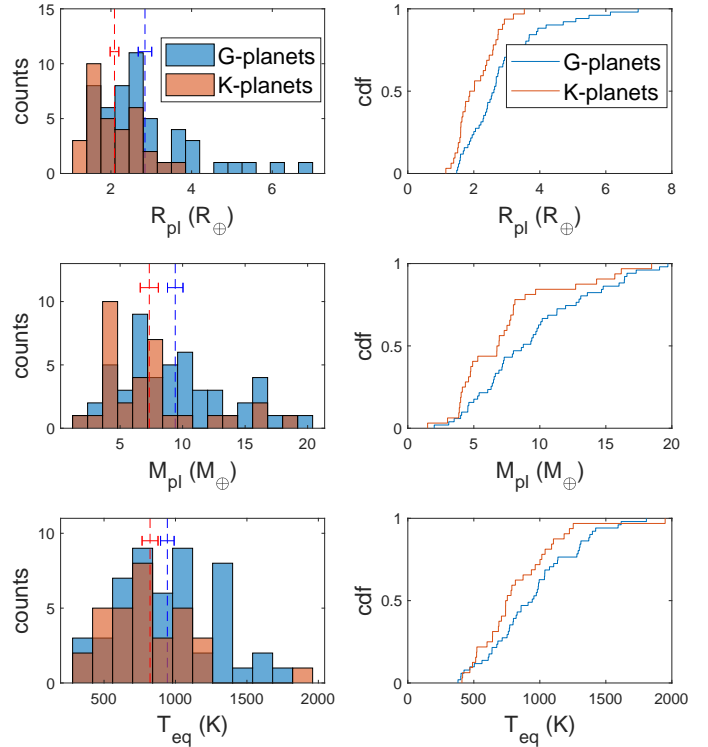 15
10
5
0
counts
G-planets
K-planets
2
4
6
R_pl (R_⊕)
1
0.5
0
cdf
G-planets
K-planets
0
2
4
6
8
R_pl (R_⊕)
10
5
0
counts
5
10
15
20
M_pl (M_⊕)
1
0.5
0
cdf
0
5
10
15
20
M_pl (M_⊕)
10
5
0
counts
500
1000
1500
2000
T_eq (K)
1
0.5
0
cdf
0
500
1000
1500
2000
T_eq (K)